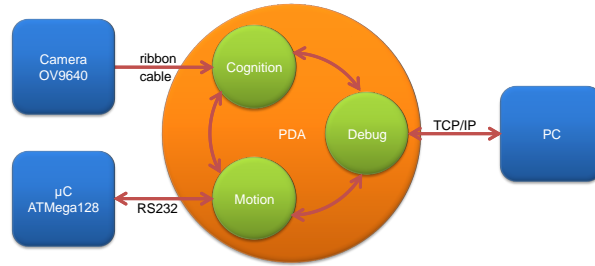 Camera
OV9640
ribbon
cable
Cognition
PDA
Debug
TCP/IP
PC
µC
ATMega128
RS232
Motion